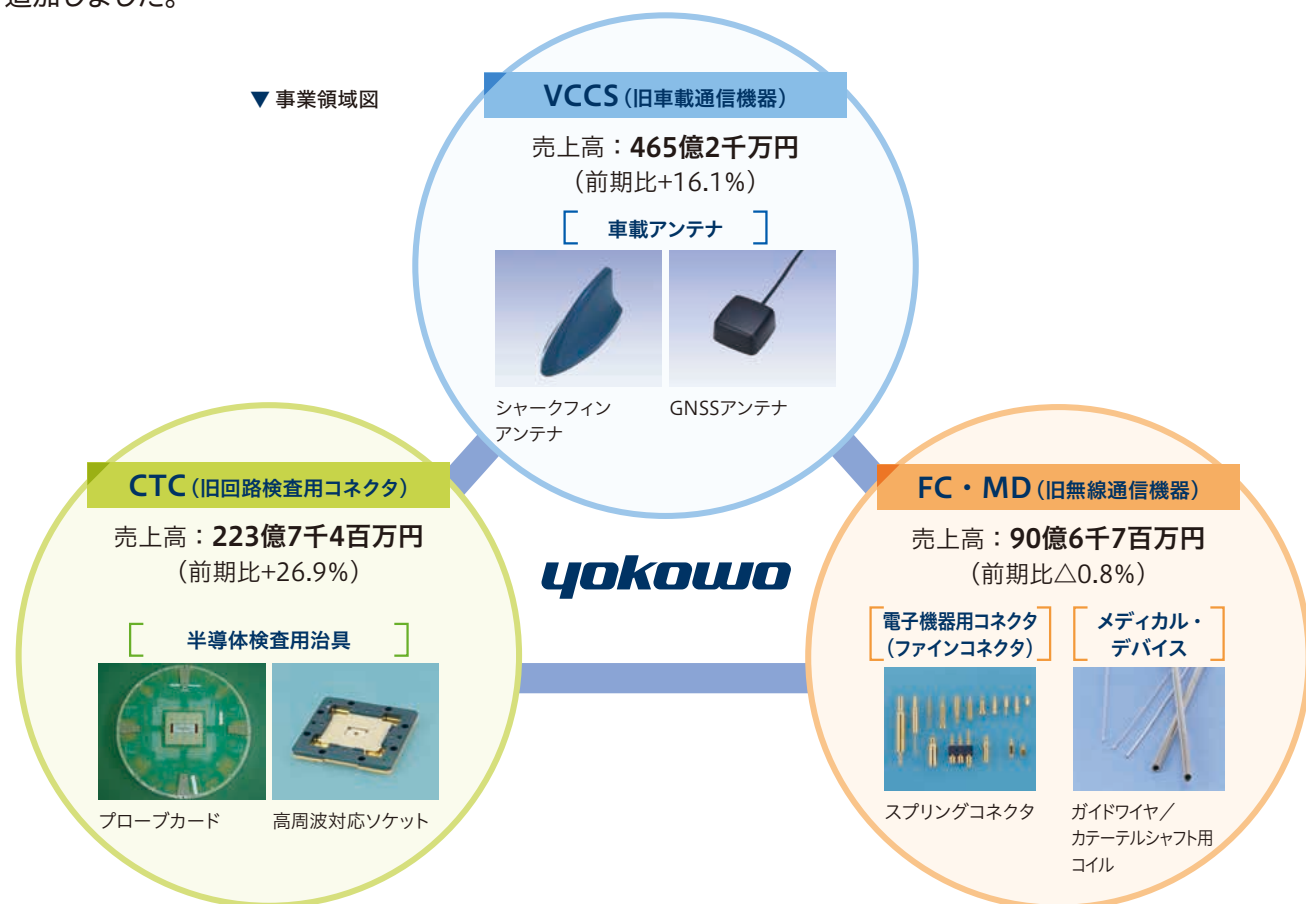 追加しました。
▼ 事業領域図
VCCS(旧車載通信機器)
売上高：465億2千万円
(前期比+16.1%)
[ 車載アンテナ ]
シャークフィン
アンテナ
GNSSアンテナ
CTC(旧回路検査用コネクタ)
売上高：223億7千4百万円
(前期比+26.9%)
[ 半導体検査用治具 ]
プローブカード
高周波対応ソケット
yokowo
FC・MD(旧無線通信機器)
売上高：90億6千7百万円
(前期比△0.8%)
電子機器用コネクタ
(ファインコネクタ)
スプリングコネクタ
メディカル・
デバイス
ガイドワイヤ／
カテーテルシャフト用
コイル